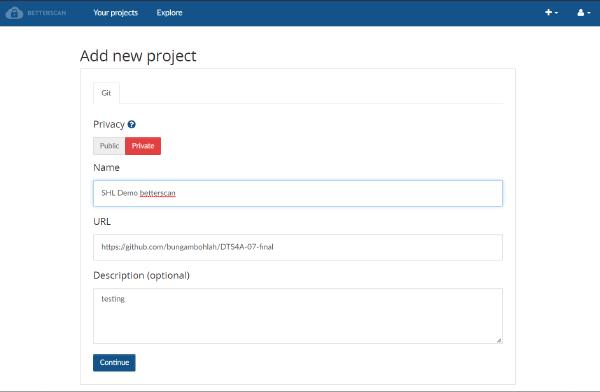 BETTERSCAN Your projects Explore
Add new project
Git
Privacy
Public Private
Name
SHL Demo betterscan
URL
https://github.com/bungambohlah/DTS4A-07-final
Description (optional)
testing
Continue